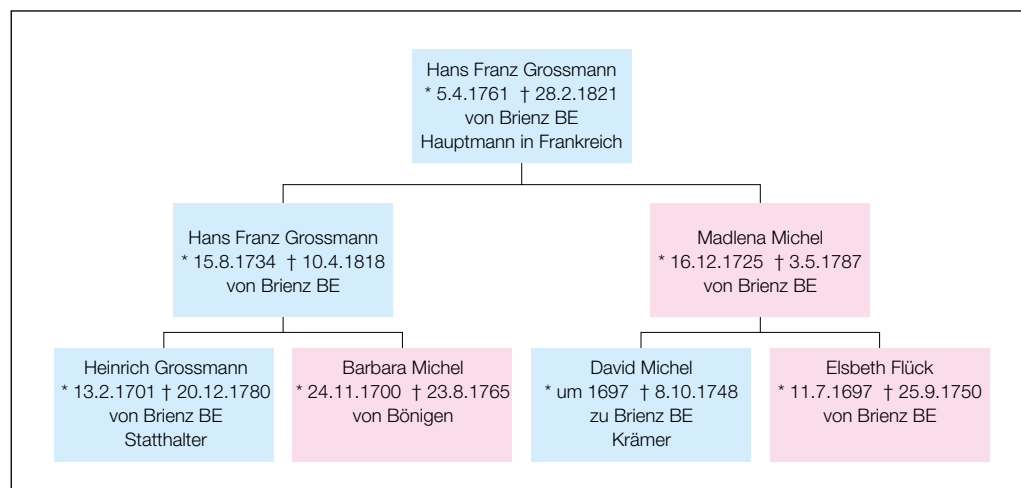 Hans Franz Grossmann
* 5.4.1761 † 28.2.1821
von Brienz BE
Hauptmann in Frankreich
Hans Franz Grossmann
* 15.8.1734 † 10.4.1818
von Brienz BE
Madlena Michel
* 16.12.1725 † 3.5.1787
von Brienz BE
Heinrich Grossmann
* 13.2.1701 † 20.12.1780
von Brienz BE
Statthalter
Barbara Michel
* 24.11.1700 † 23.8.1765
von Bönigen
David Michel
* um 1697 † 8.10.1748
zu Brienz BE
Krämer
Elsbeth Flück
* 11.7.1697 † 25.9.1750
von Brienz BE